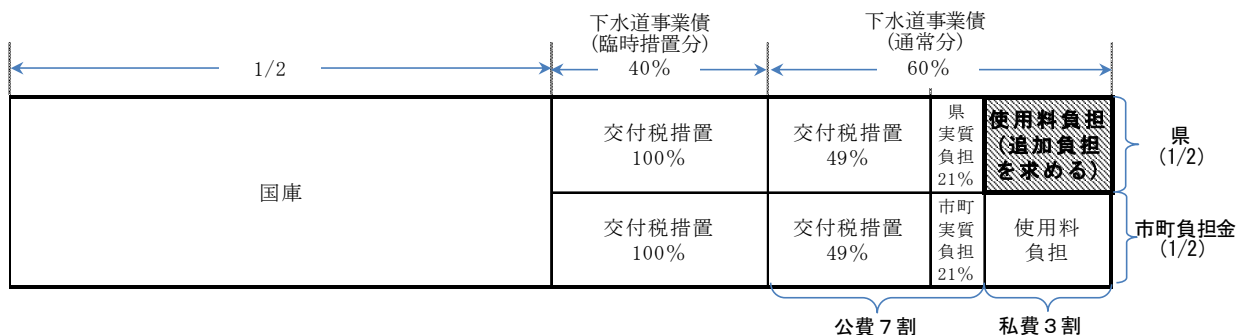 下水道事業債
(臨時措置分)
40%
下水道事業債
(通常分)
60%
1/2
国庫
交付税措置
100%
交付税措置
49%
県
実質
負担
21%
使用料負担
(追加負担
を求める)
県
(1/2)
交付税措置
100%
交付税措置
49%
市町
実質
負担
21%
使用料
負担
市町負担金
(1/2)
公費7割
私費3割